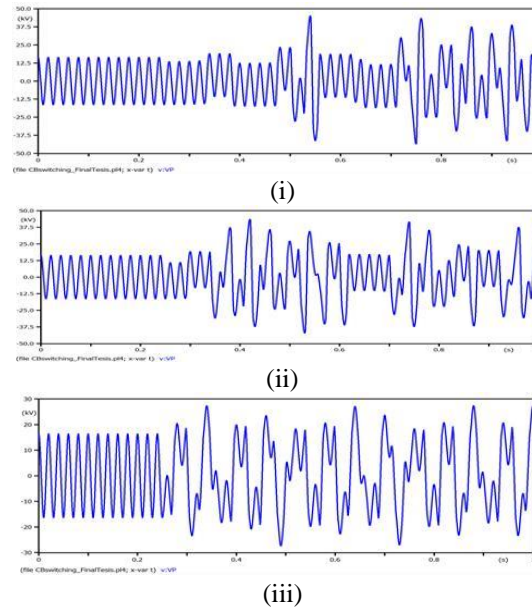 50.0
(kV)
37.5
25.0
12.5
0.0
-12.5
-25.0
-37.5
-50.0
0 0.2 0.4 0.6 0.8 (s)
(file CBswitching_FinalTesis.pl4; x-var t) v:VP
(i)
50.0
(kV)
37.5
25.0
12.5
0.0
-12.5
-25.0
-37.5
-50.0
0 0.2 0.4 0.6 0.8 (s)
(file CBswitching_FinalTesis.pl4; x-var t) v:VP
(ii)
30
(kV)
20
10
0
-10
-20
-30
0 0.2 0.4 0.6 0.8 (s)
(file CBswitching_FinalTesis.pl4; x-var t) v:VP
(iii)